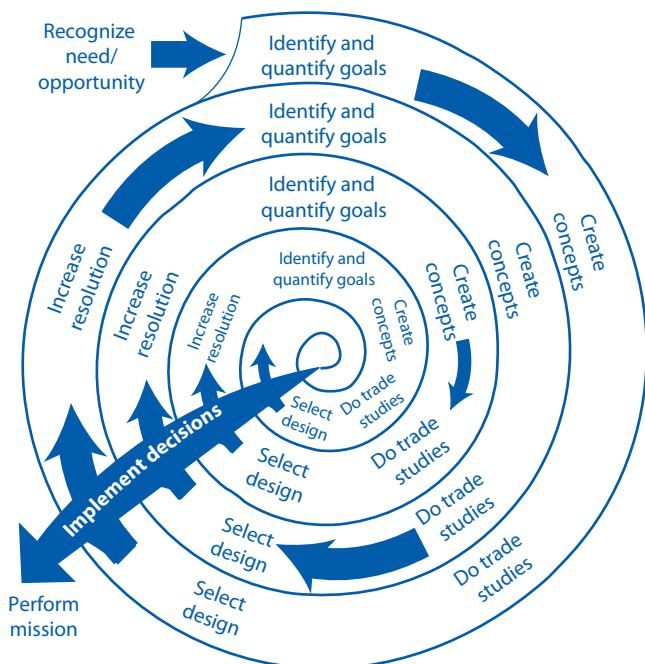 Recognize
need/
opportunity
Identify and
quantify goals
Create
concepts
Do trade
studies
Select
design
Increase
resolution
Identify and
quantify goals
Create
concepts
Do trade
studies
Select
design
Increase
resolution
Identify and
quantify goals
Create
concepts
Do trade
studies
Select
design
Increase
resolution
Identify and
quantify goals
Create
concepts
Do trade
studies
Select
design
Implement decisions
Perform
mission